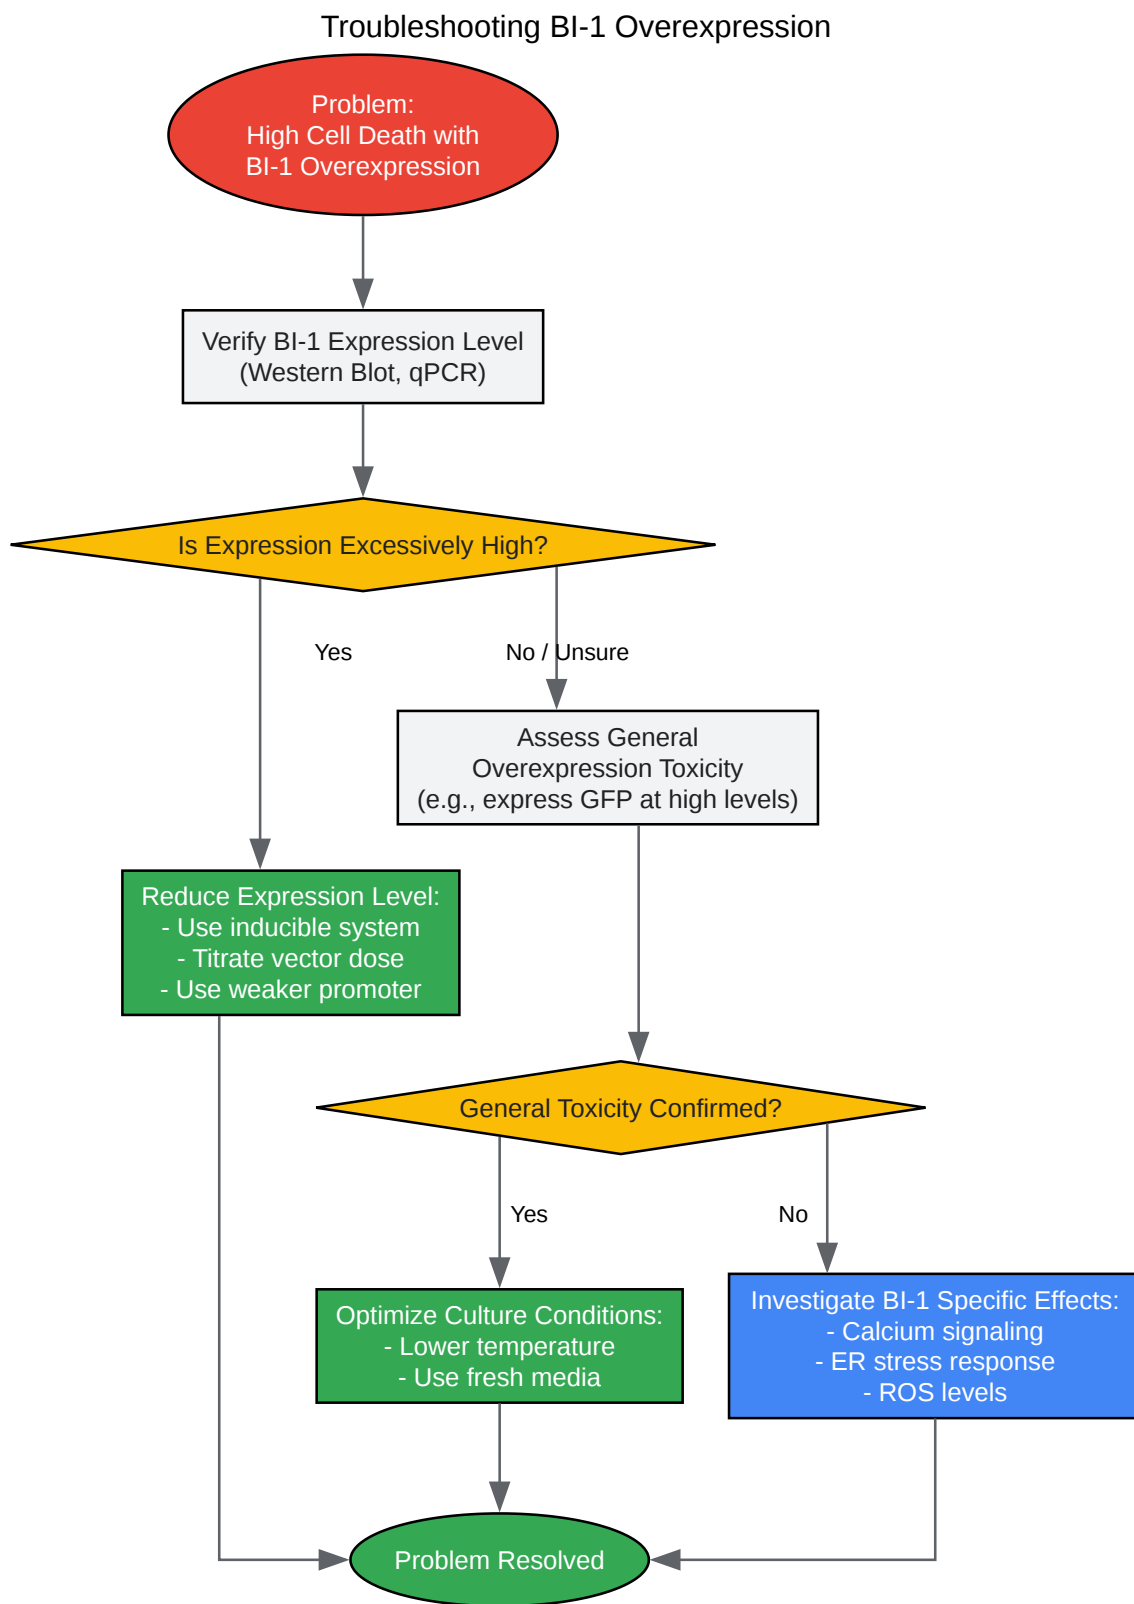 Troubleshooting BI-1 Overexpression
Problem:
High Cell Death with
BI-1 Overexpression
Verify BI-1 Expression Level
(Western Blot, qPCR)
Is Expression Excessively High?
Yes
No / Unsure
Assess General
Overexpression Toxicity
(e.g., express GFP at high levels)
Reduce Expression Level:
- Use inducible system
- Titrate vector dose
- Use weaker promoter
General Toxicity Confirmed?
Yes
No
Optimize Culture Conditions:
- Lower temperature
- Use fresh media
Investigate BI-1 Specific Effects:
- Calcium signaling
- ER stress response
- ROS levels
Problem Resolved